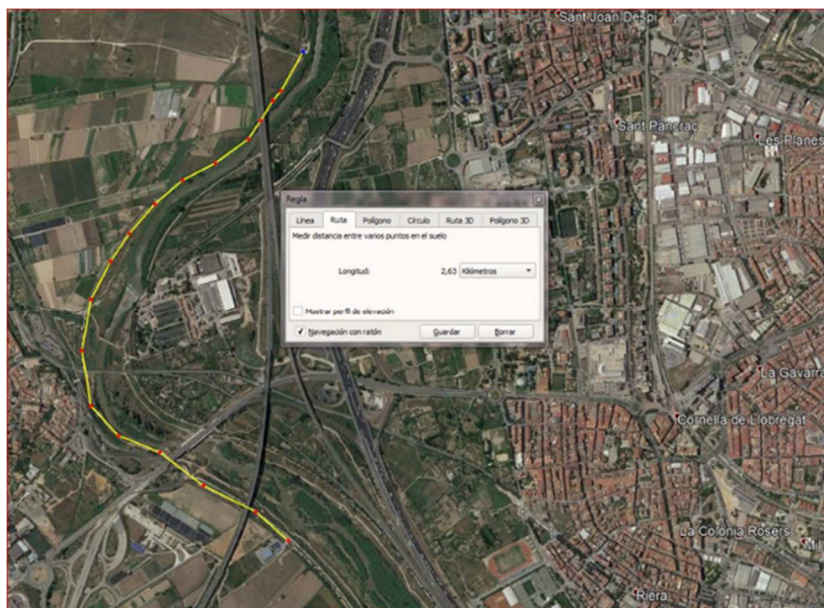 Sant Joan Despi
Sant Pancraç
Les Planes
Regla
Línea Ruta Polígono Círculo Ruta 3D Polígono 3D
Medir distancia entre varios puntos en el suelo
Longitud: 2,63 Kilómetros
Mostrar perfil de elevación
Navegación con ratón Guardar Borrar
La Gavarra
Cornellà de Llobregat
La Colonia Rosers
Riera